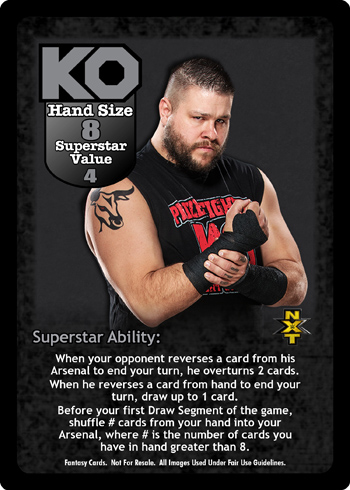 KO
Hand Size
8
Superstar
Value
4
PRIZEFIGHTER
Superstar Ability:
NXT
When your opponent reverses a card from his
Arsenal to end your turn, he overturns 2 cards.
When he reverses a card from hand to end your
turn, draw up to 1 card.
Before your first Draw Segment of the game,
shuffle # cards from your hand into your
Arsenal, where # is the number of cards you
have in hand greater than 8.
Fantasy Cards. Not For Resale. All Images Used Under Fair Use Guidelines.